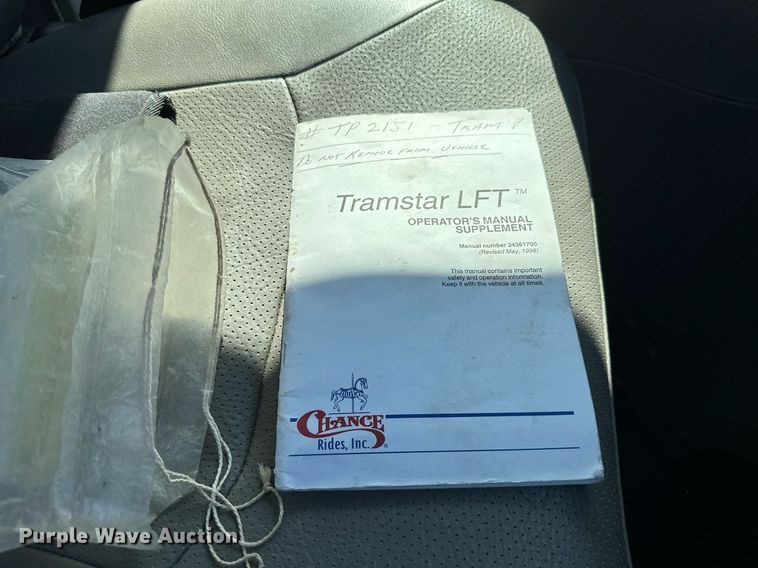 # TP 2151 - TRAM
DO NOT REMOVE FROM VEHICLE
Tramstar LFT ™
OPERATOR'S MANUAL
SUPPLEMENT
Manual number 24361700
(Revised May, 1998)
This manual contains important
safety and operation information.
Keep it with the vehicle at all times.
CHANCE ®
Rides, Inc.
Purple Wave Auction